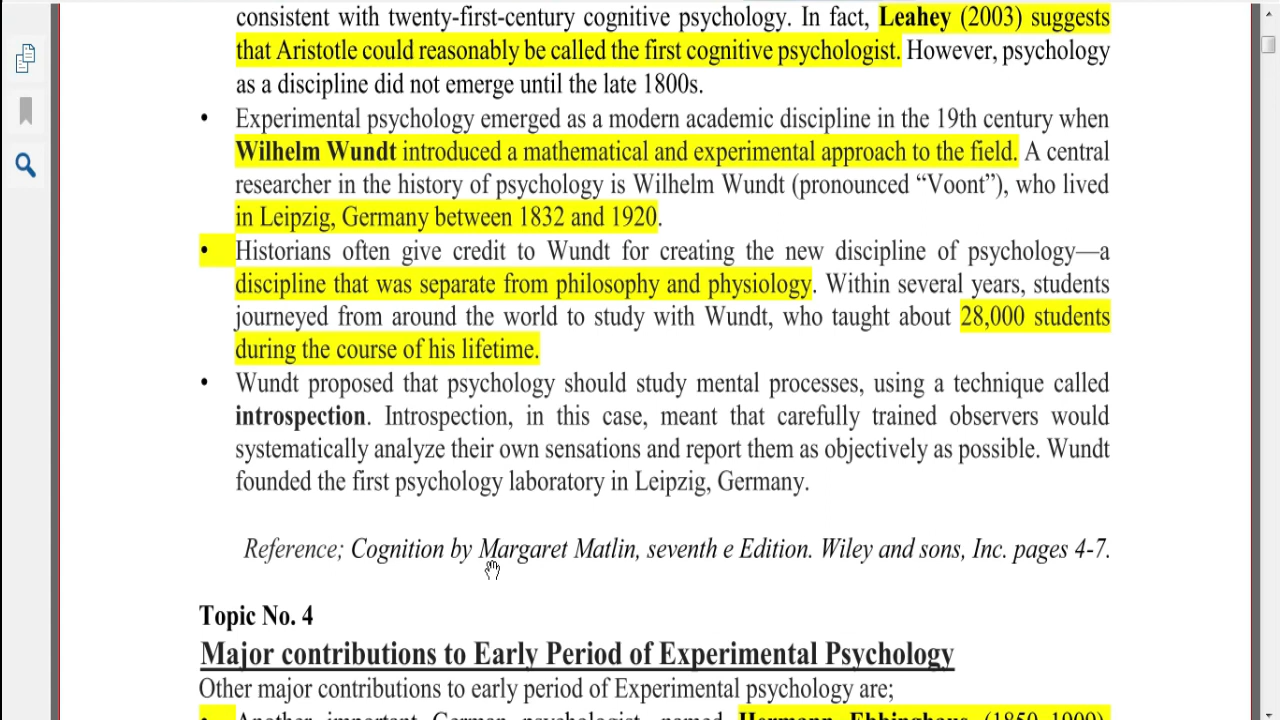 consistent with twenty-first-century cognitive psychology. In fact, Leahey (2003) suggests
that Aristotle could reasonably be called the first cognitive psychologist. However, psychology
as a discipline did not emerge until the late 1800s.
• Experimental psychology emerged as a modern academic discipline in the 19th century when
Wilhelm Wundt introduced a mathematical and experimental approach to the field. A central
researcher in the history of psychology is Wilhelm Wundt (pronounced “Voont”), who lived
in Leipzig, Germany between 1832 and 1920.
• Historians often give credit to Wundt for creating the new discipline of psychology—a
discipline that was separate from philosophy and physiology. Within several years, students
journeyed from around the world to study with Wundt, who taught about 28,000 students
during the course of his lifetime.
• Wundt proposed that psychology should study mental processes, using a technique called
introspection. Introspection, in this case, meant that carefully trained observers would
systematically analyze their own sensations and report them as objectively as possible. Wundt
founded the first psychology laboratory in Leipzig, Germany.
Reference; Cognition by Margaret Matlin, seventh e Edition. Wiley and sons, Inc. pages 4-7.
Topic No. 4
Major contributions to Early Period of Experimental Psychology
Other major contributions to early period of Experimental psychology are;
• Another important German psychologist, named Hermann Ebbinghaus (1850–1909),